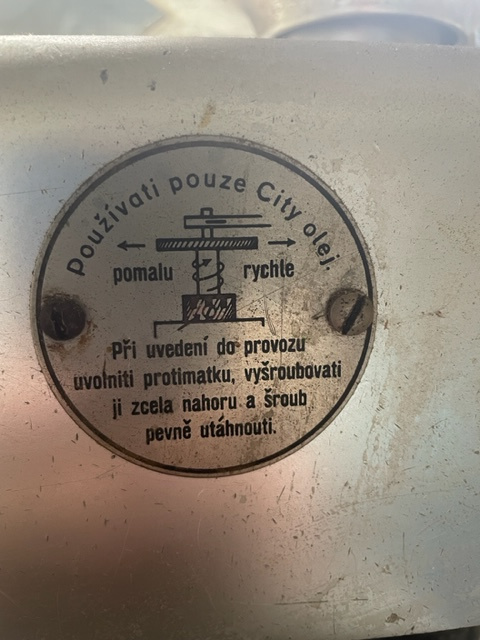 Používati pouze City olej.
pomalu rychle
Při uvedení do provozu
uvolniti protimatku, vyšroubovati
ji zcela nahoru a šroub
pevně utáhnouti.